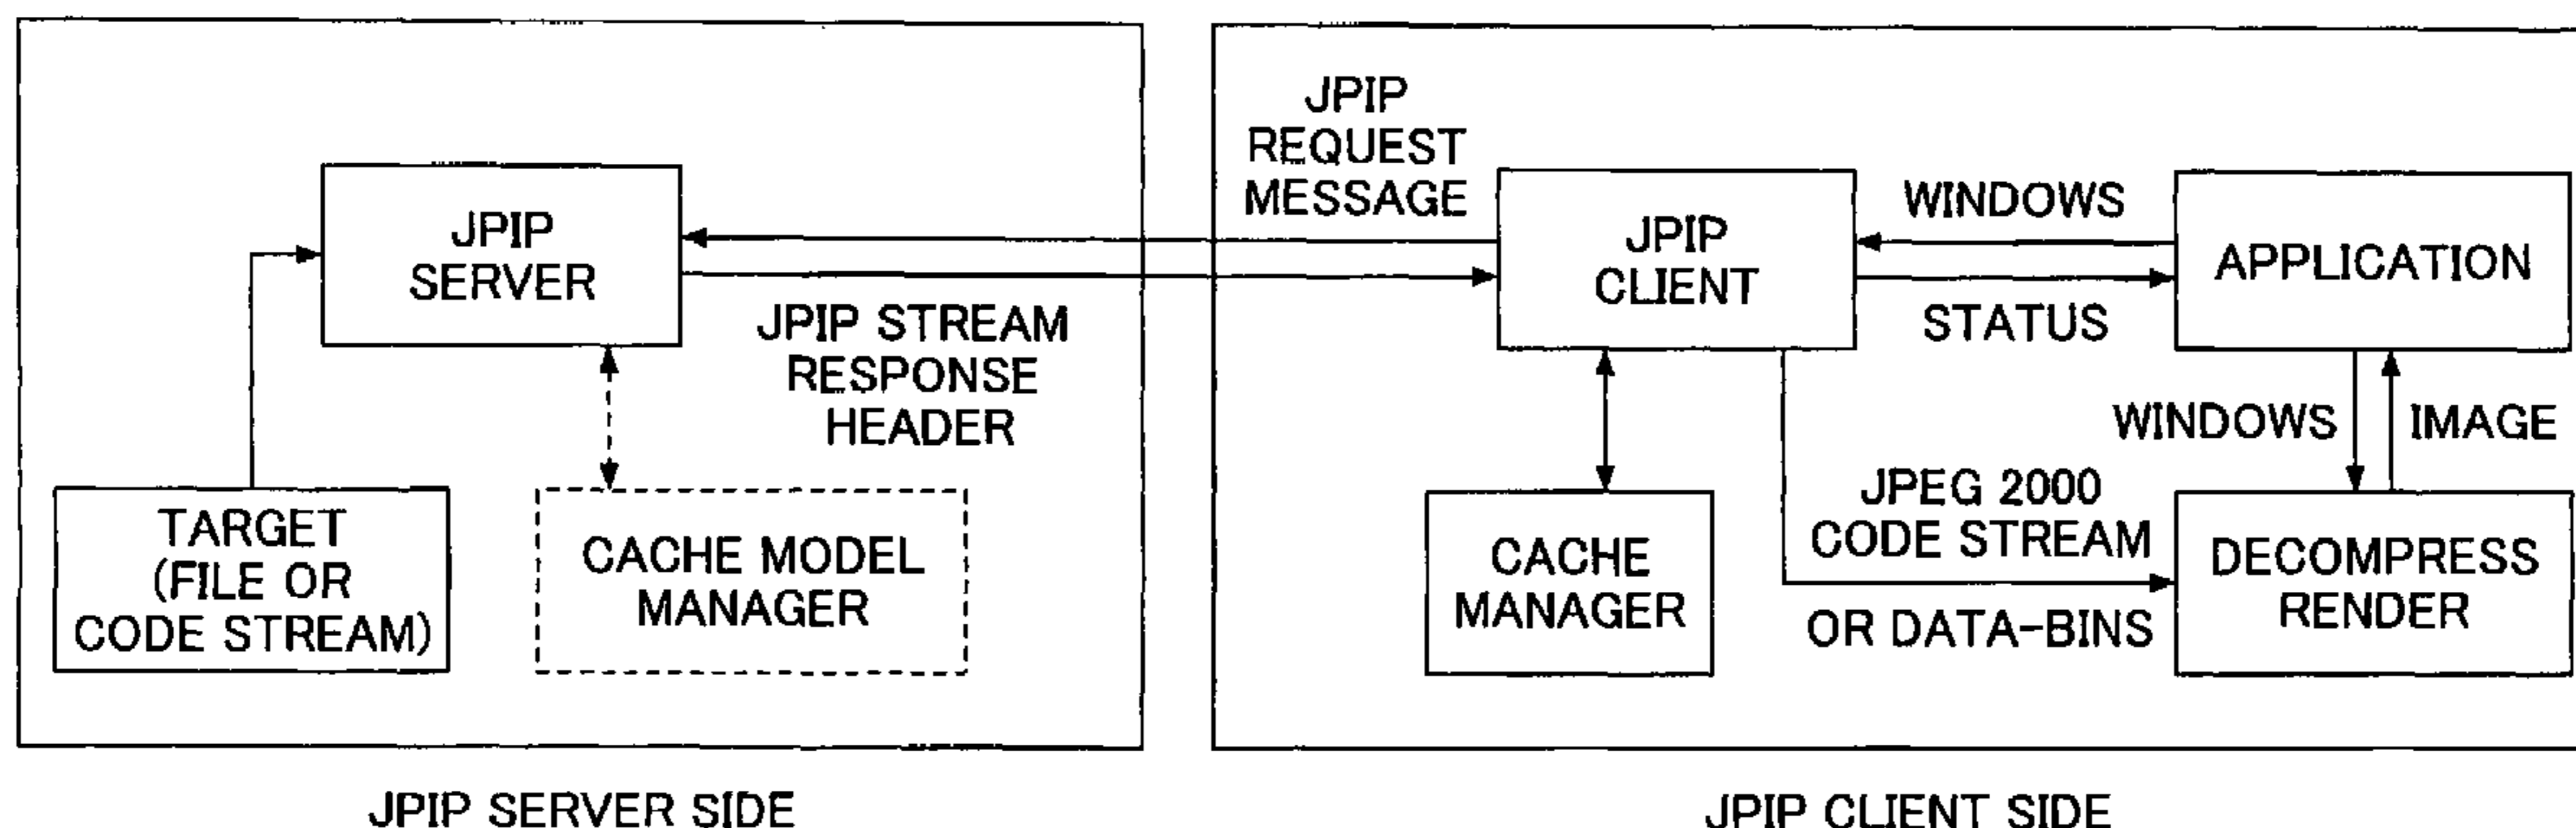 JPIP
SERVER
JPIP STREAM
RESPONSE
HEADER
TARGET
(FILE OR
CODE STREAM)
CACHE MODEL
MANAGER
JPIP SERVER SIDE
JPIP
REQUEST
MESSAGE
JPIP
CLIENT
WINDOWS
STATUS
APPLICATION
WINDOWS
IMAGE
CACHE
MANAGER
JPEG 2000
CODE STREAM
OR DATA-BINS
DECOMPRESS
RENDER
JPIP CLIENT SIDE